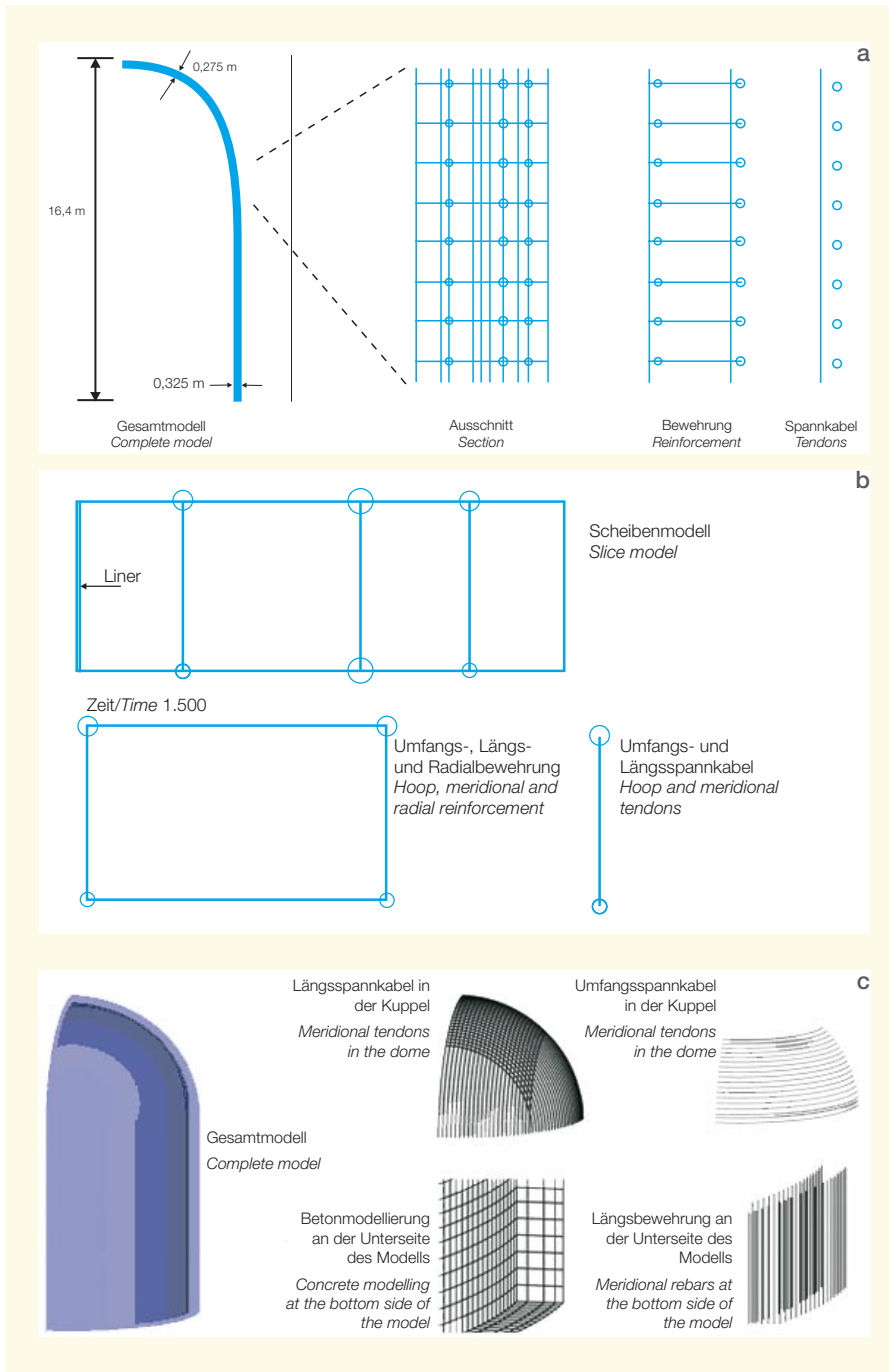 a
0,275 m
16,4 m
0,325 m
Gesamtmodell
Complete model
Ausschnitt
Section
Bewehrung
Reinforcement
Spannkabel
Tendons
b
Scheibenmodell
Slice model
Liner
Zeit/Time 1.500
Umfangs-, Längs-
und Radialbewehrung
Hoop, meridional and
radial reinforcement
Umfangs- und
Längsspannkabel
Hoop and meridional
tendons
c
Längsspannkabel in
der Kuppel
Meridional tendons
in the dome
Umfangsspannkabel
in der Kuppel
Meridional tendons
in the dome
Gesamtmodell
Complete model
Betonmodellierung
an der Unterseite
des Modells
Concrete modelling
at the bottom side of
the model
Längsbewehrung an
der Unterseite des
Modells
Meridional rebars at
the bottom side of
the model